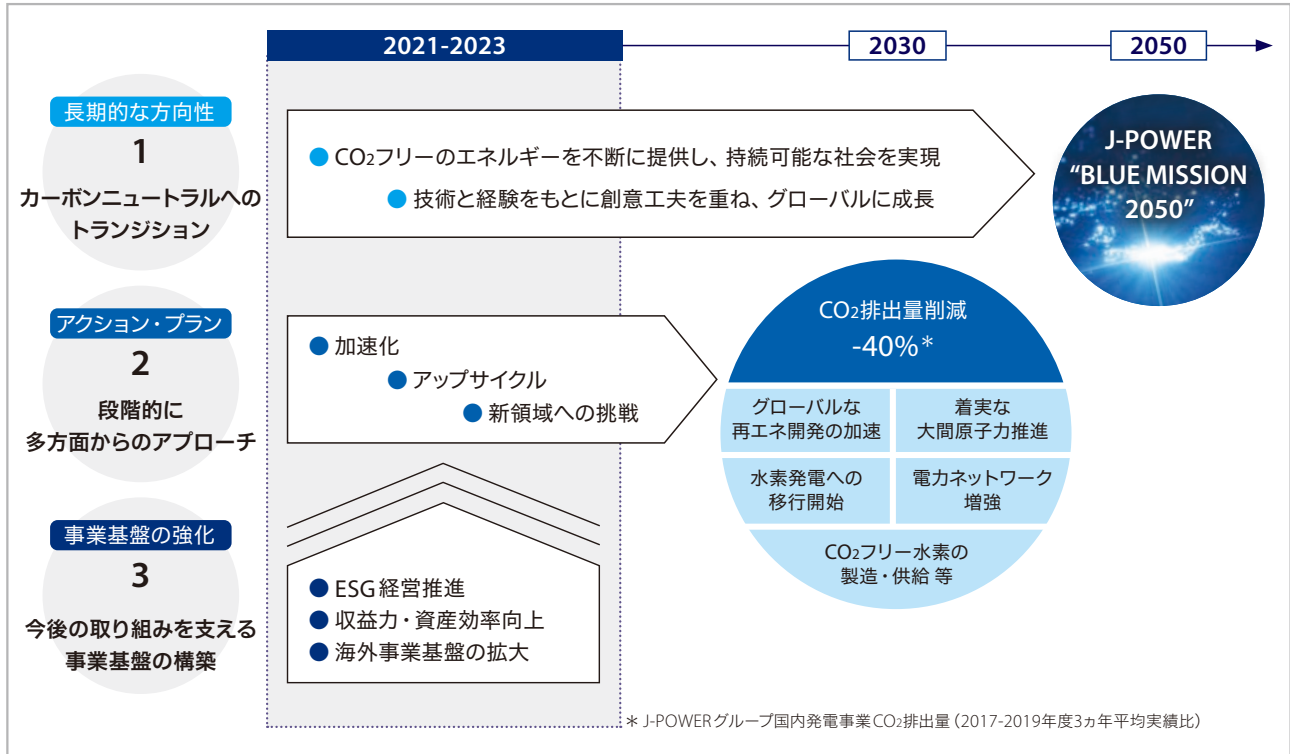 2021-2023
2030
2050
長期的な方向性
1
カーボンニュートラルへの
トランジション
● CO₂フリーのエネルギーを不断に提供し、持続可能な社会を実現
● 技術と経験をもとに創意工夫を重ね、グローバルに成長
J-POWER
“BLUE MISSION
2050”
アクション・プラン
2
段階的に
多方面からのアプローチ
● 加速化
● アップサイクル
● 新領域への挑戦
CO₂排出量削減
-40%*
グローバルな
再エネ開発の加速
着実な
大間原子力推進
水素発電への
移行開始
電力ネットワーク
増強
CO₂フリー水素の
製造・供給 等
事業基盤の強化
3
今後の取り組みを支える
事業基盤の構築
● ESG経営推進
● 収益力・資産効率向上
● 海外事業基盤の拡大
* J-POWERグループ国内発電事業CO₂排出量（2017-2019年度3ヵ年平均実績比）